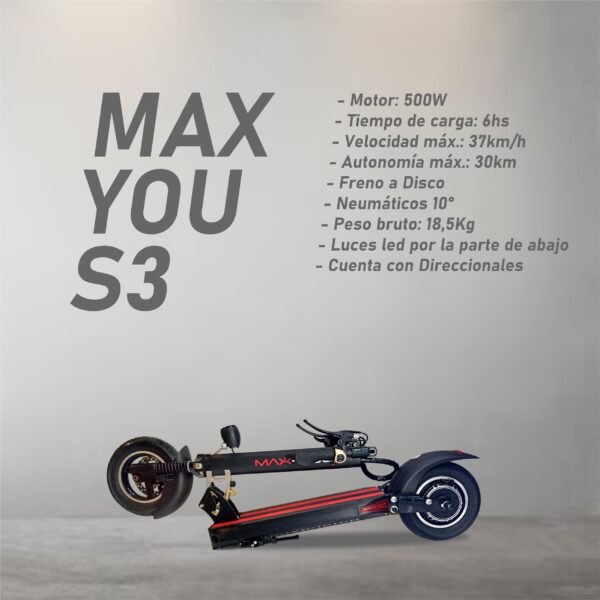 MAX
YOU
S3
- Motor: 500W
- Tiempo de carga: 6hs
- Velocidad máx.: 37km/h
- Autonomía máx.: 30km
- Freno a Disco
- Neumáticos 10°
- Peso bruto: 18,5Kg
- Luces led por la parte de abajo
- Cuenta con Direccionales
MAX